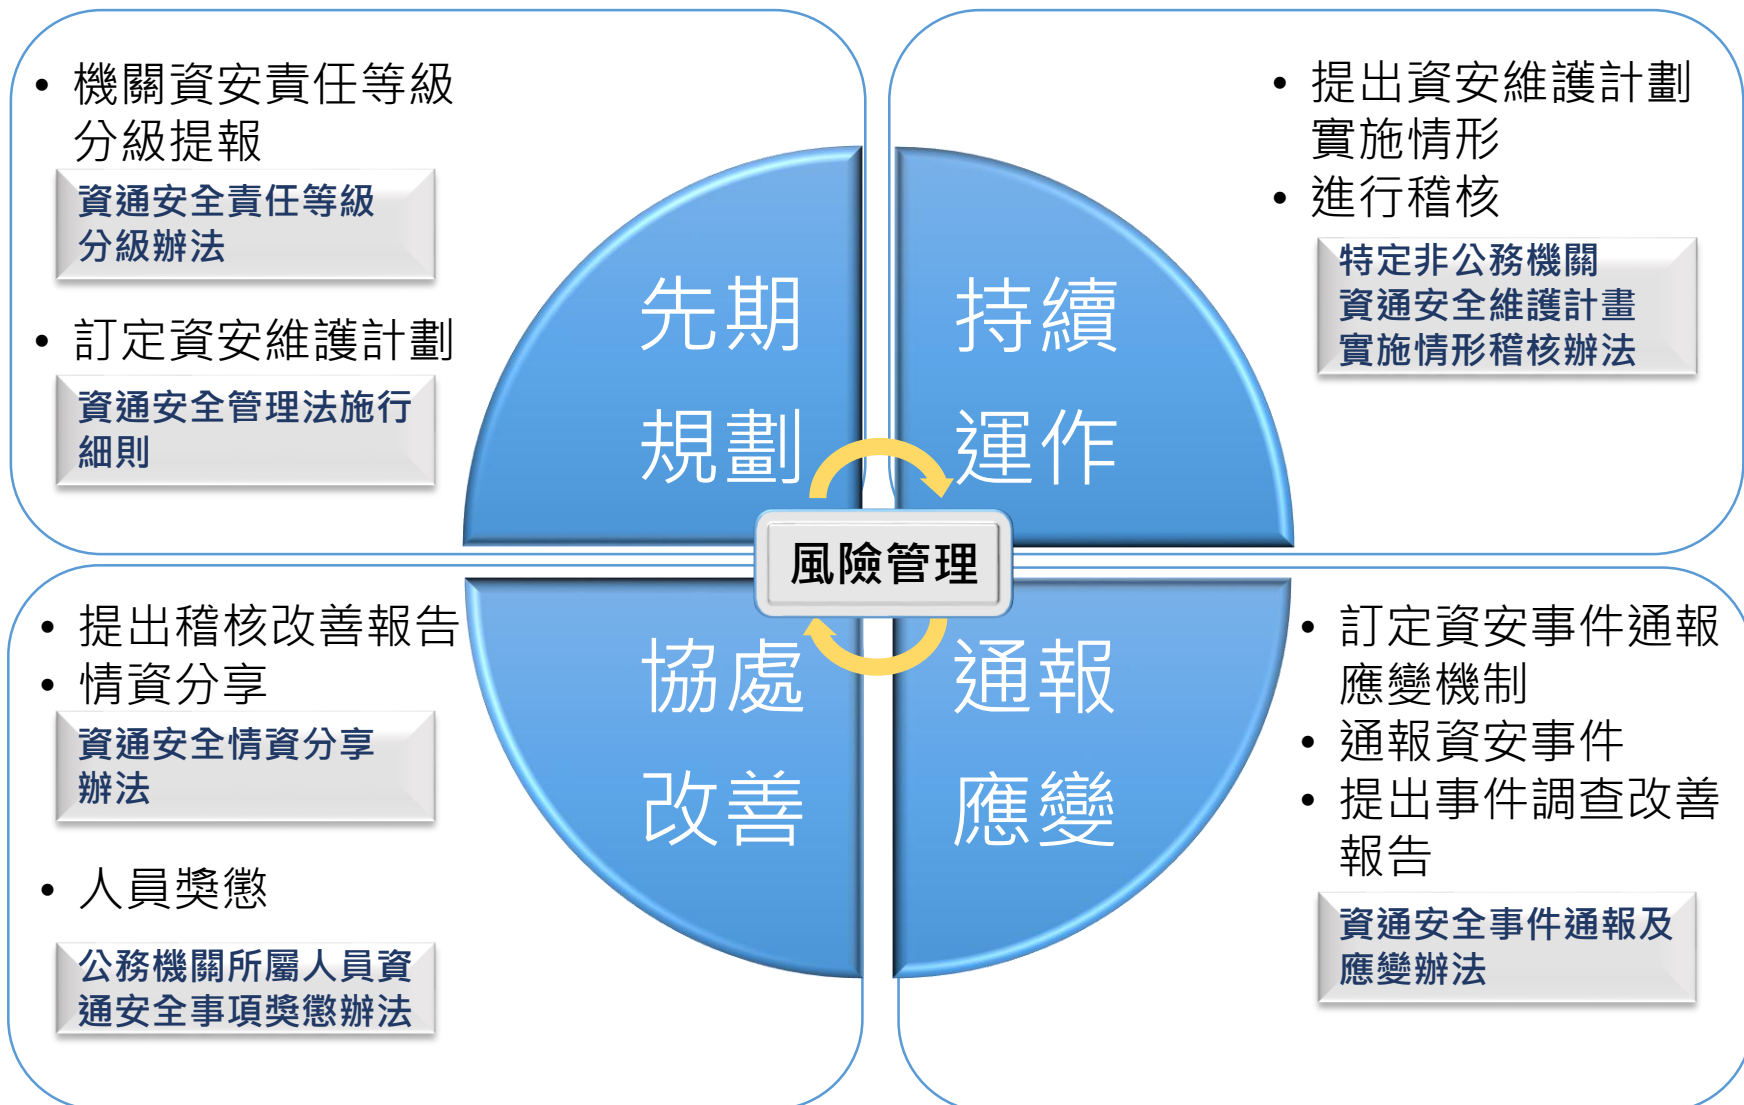 • 機關資安責任等級
分級提報
資通安全責任等級
分級辦法
• 訂定資安維護計劃
資通安全管理法施行
細則
先期
規劃
持續
運作
• 提出資安維護計劃
實施情形
• 進行稽核
特定非公務機關
資通安全維護計畫
實施情形稽核辦法
風險管理
• 提出稽核改善報告
• 情資分享
資通安全情資分享
辦法
• 人員獎懲
公務機關所屬人員資
通安全事項獎懲辦法
協處
改善
通報
應變
• 訂定資安事件通報
應變機制
• 通報資安事件
• 提出事件調查改善
報告
資通安全事件通報及
應變辦法